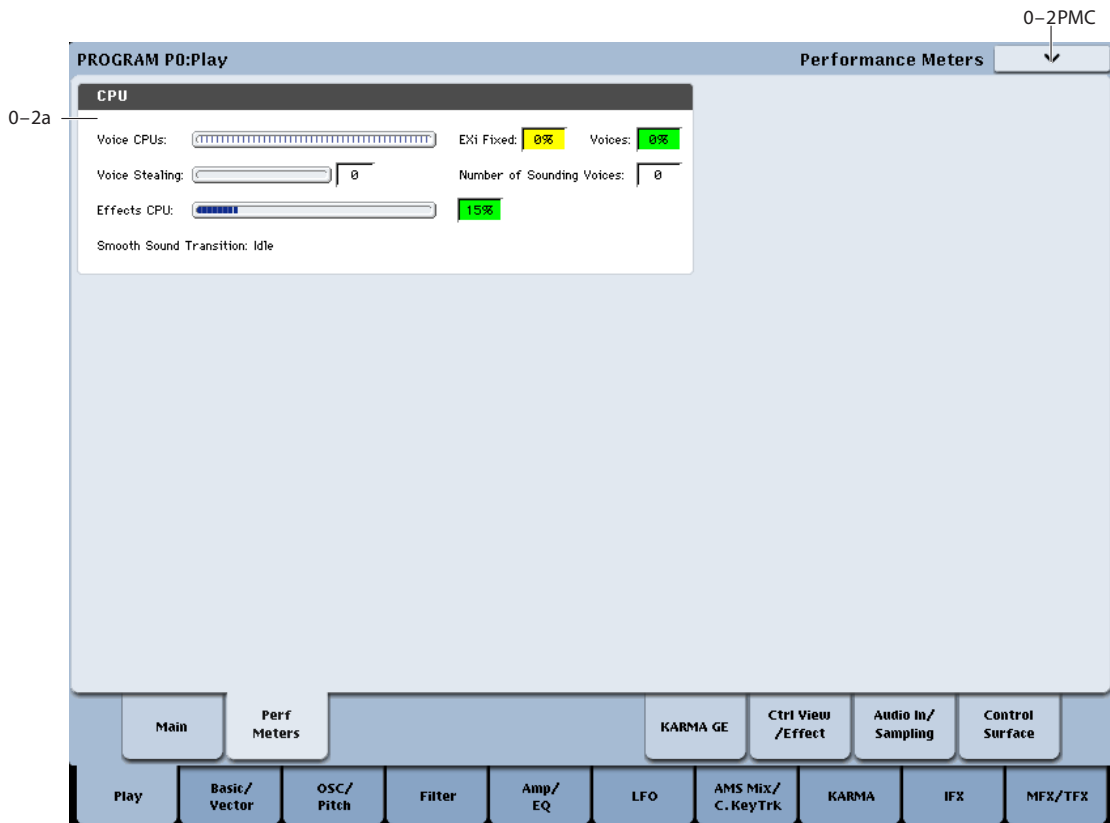 0–2PMC
PROGRAM P0:Play
Performance Meters
CPU
0–2a
Voice CPUs:
EXi Fixed: 0%
Voices: 0%
Voice Stealing: 0
Number of Sounding Voices: 0
Effects CPU:
15%
Smooth Sound Transition: Idle
Main
Perf
Meters
KARMA GE
Ctrl View
/Effect
Audio In/
Sampling
Control
Surface
Play
Basic/
Vector
OSC/
Pitch
Filter
Amp/
EQ
LFO
AMS Mix/
C.KeyTrk
KARMA
IFX
MFX/TFX